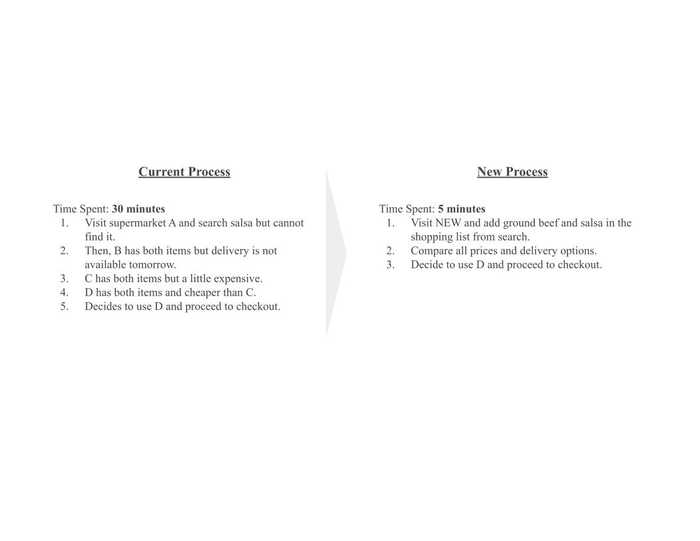 Current Process
Time Spent: 30 minutes
1. Visit supermarket A and search salsa but cannot
find it.
2. Then, B has both items but delivery is not
available tomorrow.
3. C has both items but a little expensive.
4. D has both items and cheaper than C.
5. Decides to use D and proceed to checkout.
New Process
Time Spent: 5 minutes
1. Visit NEW and add ground beef and salsa in the
shopping list from search.
2. Compare all prices and delivery options.
3. Decide to use D and proceed to checkout.